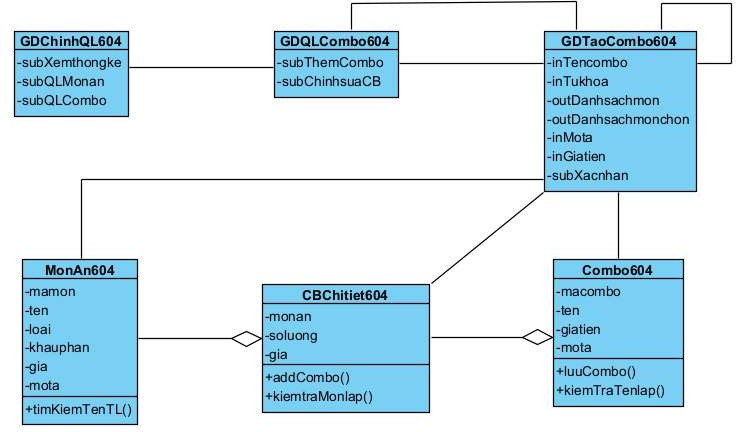 GDChinhQL604
-subXemthongke
-subQLMonan
-subQLCombo
GDQLCombo604
-subThemCombo
-subChinhsuaCB
GDTaoCombo604
-inTencombo
-inTukhoa
-outDanhsachmon
-outDanhsachmonchon
-inMota
-inGiatien
-subXacnhan
MonAn604
-mamon
-ten
-loai
-khauphan
-gia
-mota
+timKiemTenTL()
CBChitiet604
-monan
-soluong
-gia
+addCombo()
+kiemtraMonlap()
Combo604
-macombo
-ten
-giatien
-mota
+luuCombo()
+kiemTraTenlap()